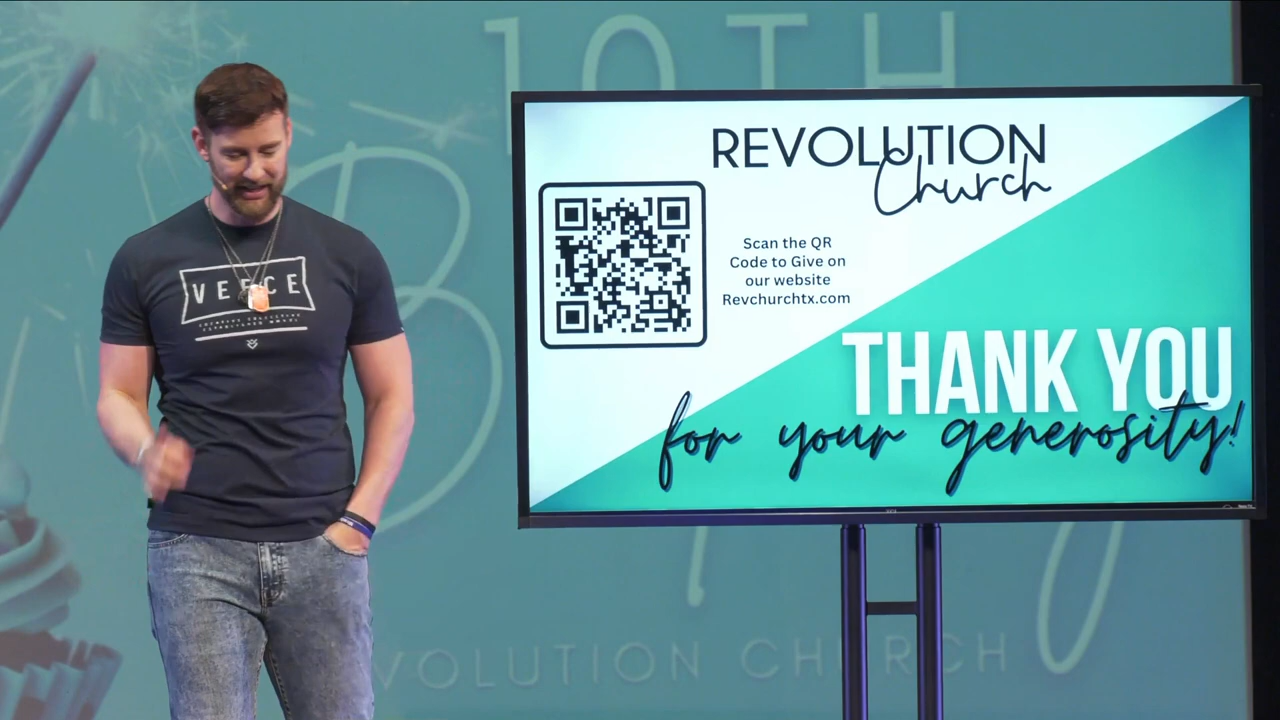 10TH
B
VOLUTION CHURCH
VERCE
REVOLUTION
Church
Scan the QR
Code to Give on
our website
Revchurchtx.com
THANK YOU
for your generosity!